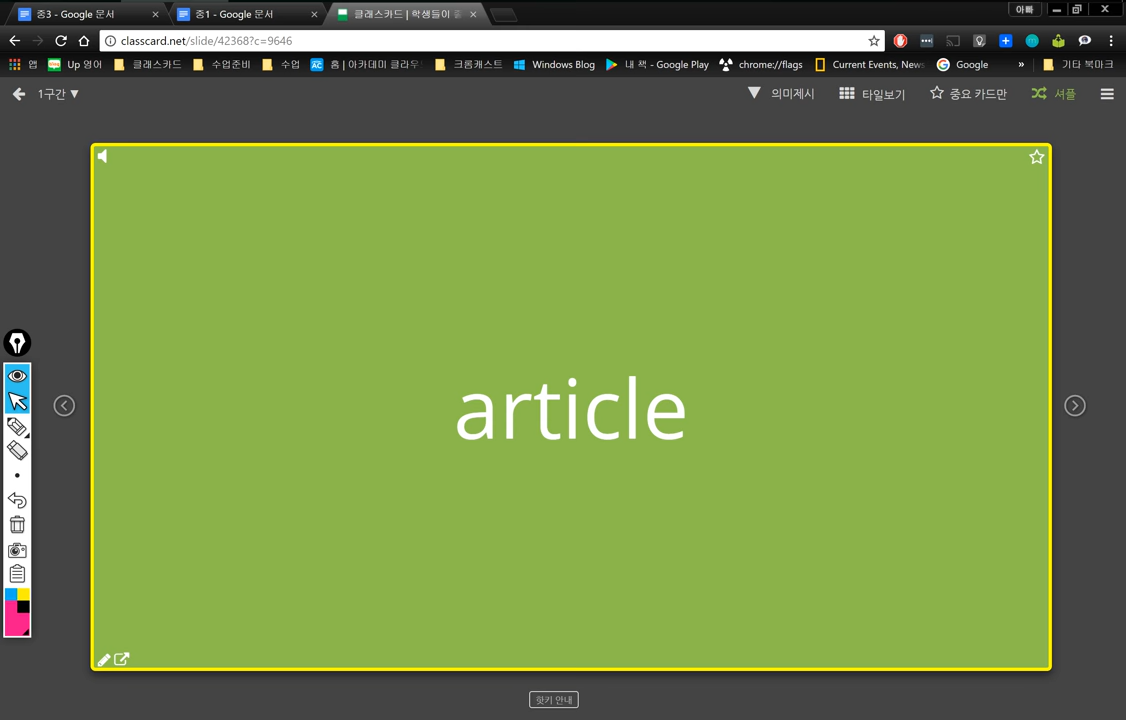 중3 - Google 문서
중1 - Google 문서
클래스카드 | 학생들이 
아빠
classcard.net/slide/42368?c=9646
앱
Up 영어
클래스카드
수업준비
수업
홈 | 아카데미 클라우
크롬캐스트
Windows Blog
내 책 - Google Play
chrome://flags
Current Events, News
Google
»
기타 북마크
1구간 ▼
의미제시
타일보기
중요 카드만
셔플
article
핫키 안내